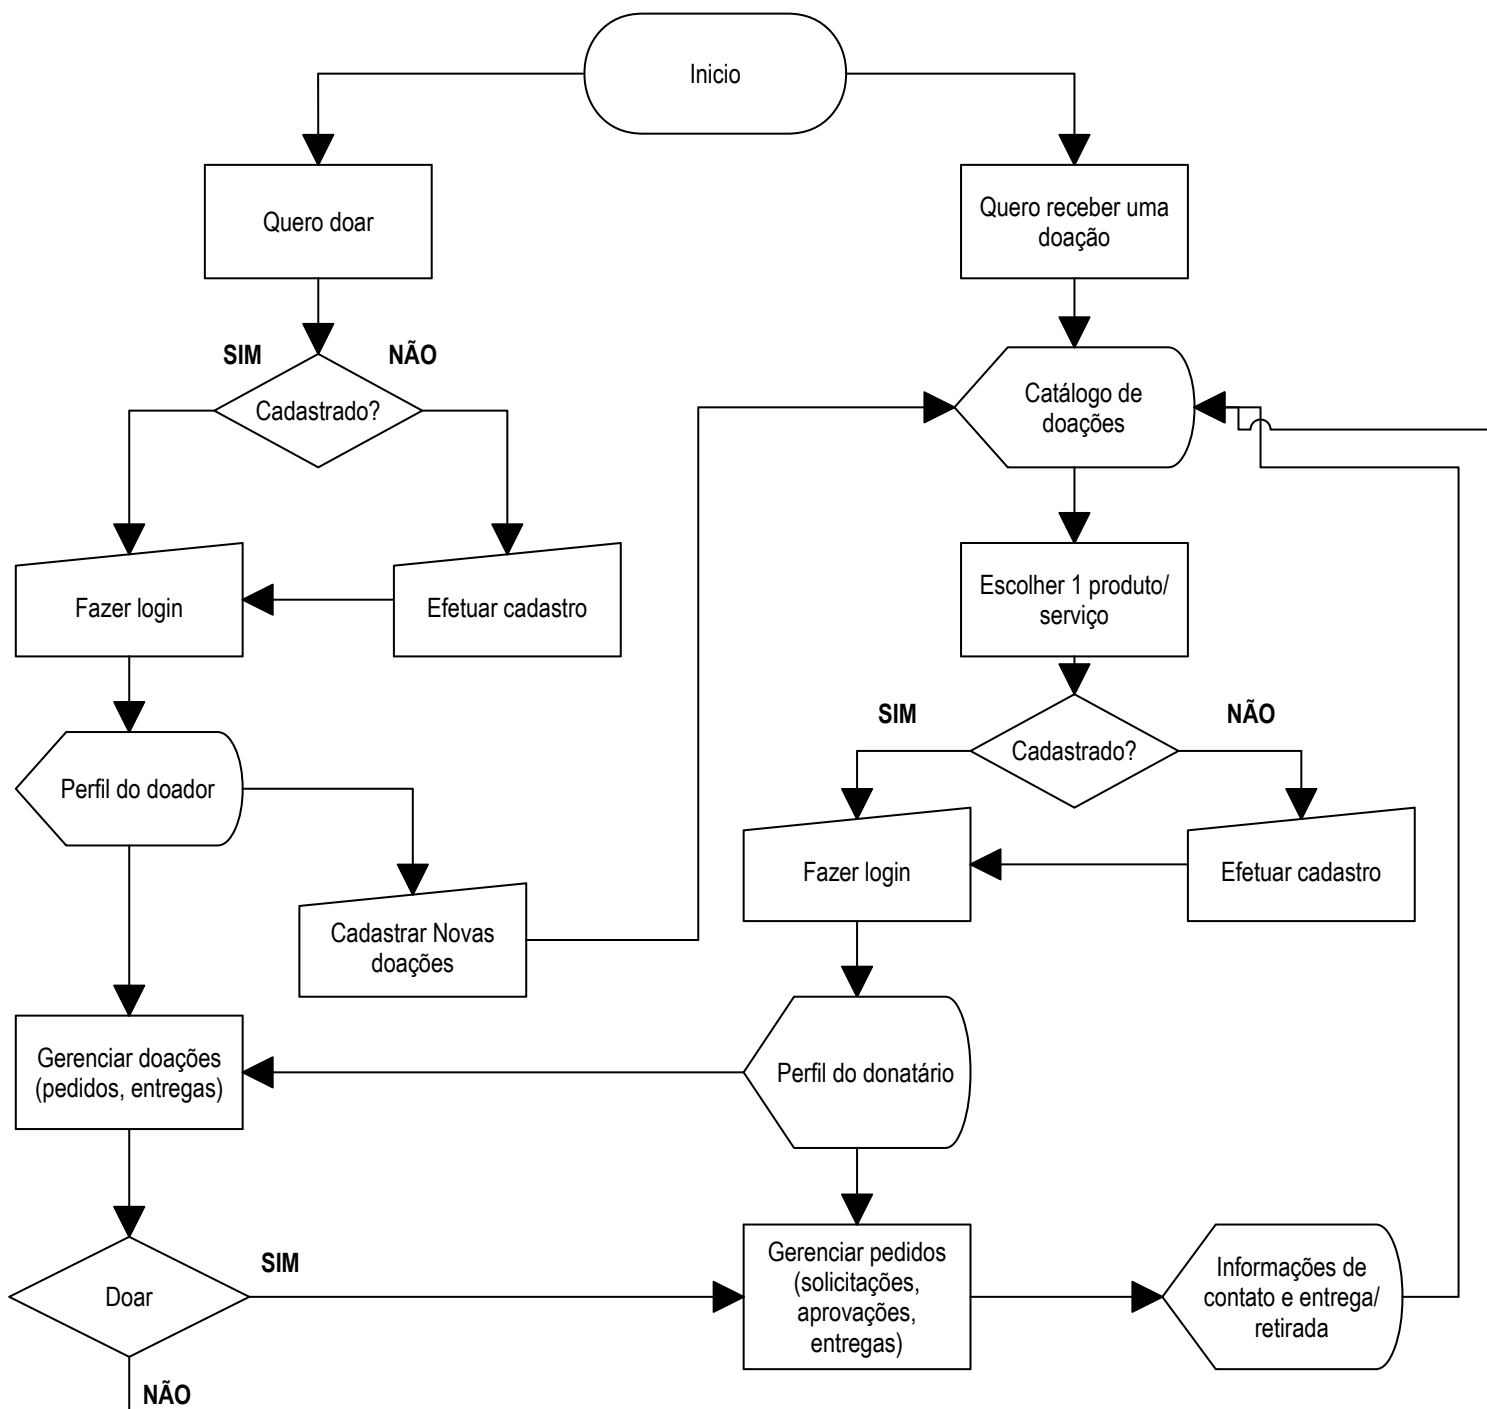 Inicio
Quero doar
Quero receber uma
doação
SIM
NÃO
Cadastrado?
Catálogo de
doações
Fazer login
Efetuar cadastro
Escolher 1 produto/
serviço
SIM
NÃO
Cadastrado?
Perfil do doador
Fazer login
Efetuar cadastro
Cadastrar Novas
doações
Gerenciar doações
(pedidos, entregas)
Perfil do donatário
Doar
SIM
Gerenciar pedidos
(solicitações,
aprovações,
entregas)
Informações de
contato e entrega/
retirada
NÃO